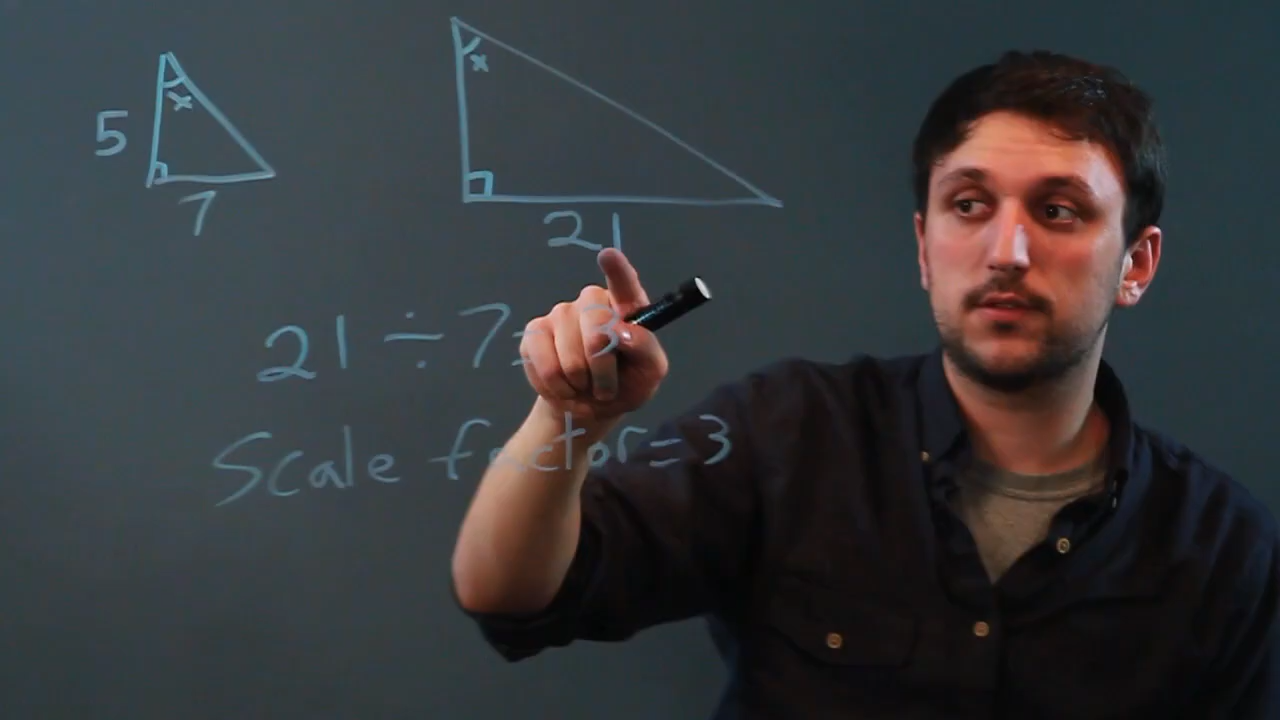 x
x
5
7
21
21 ÷ 7 = 3
Scale factor = 3